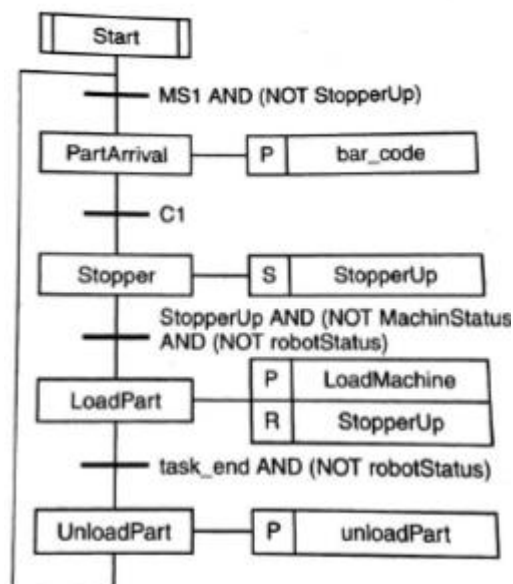 Start
MS1 AND (NOT StopperUp)
PartArrival
P
bar_code
C1
Stopper
S
StopperUp
StopperUp AND (NOT MachinStatus
AND (NOT robotStatus)
LoadPart
P
LoadMachine
R
StopperUp
task_end AND (NOT robotStatus)
UnloadPart
P
unloadPart